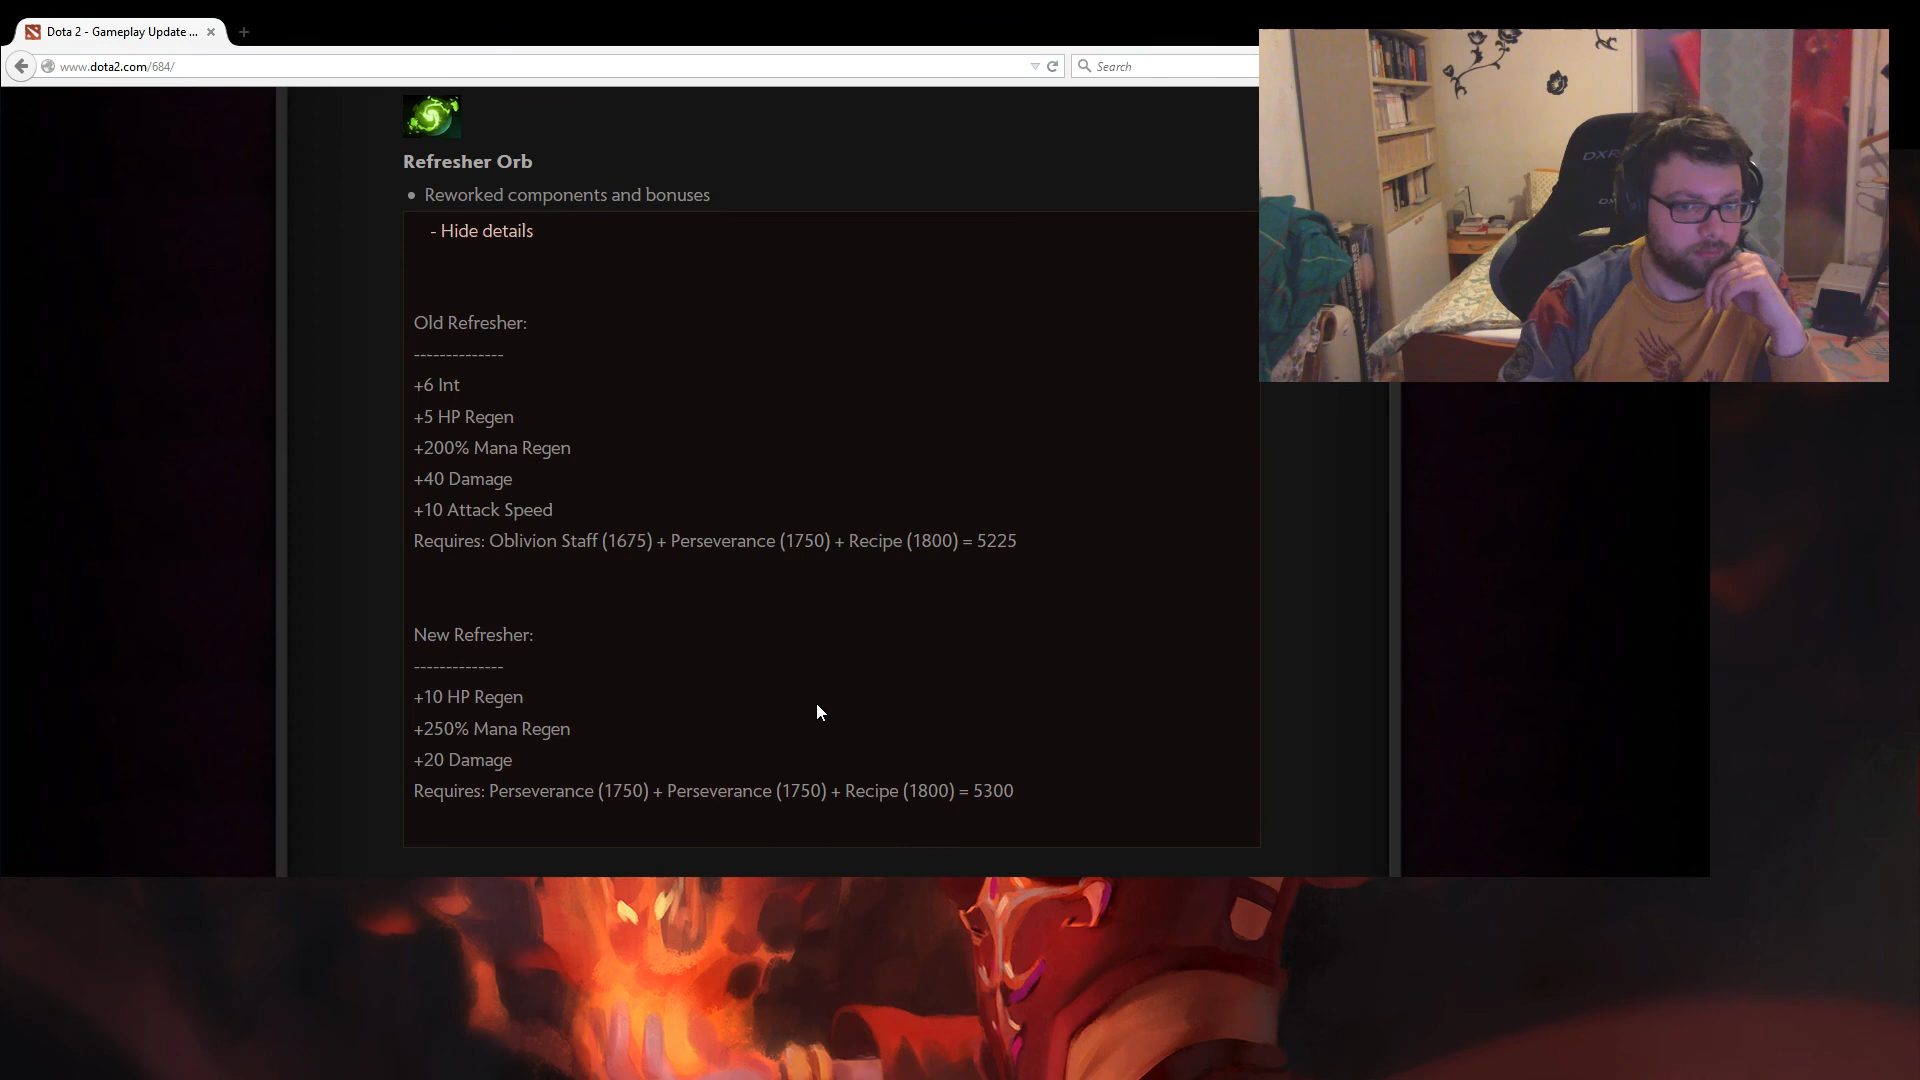 Dota 2 - Gameplay Update ...
www.dota2.com/684/
Search
Refresher Orb
Reworked components and bonuses
- Hide details
Old Refresher:
--------------
+6 Int
+5 HP Regen
+200% Mana Regen
+40 Damage
+10 Attack Speed
Requires: Oblivion Staff (1675) + Perseverance (1750) + Recipe (1800) = 5225
New Refresher:
--------------
+10 HP Regen
+250% Mana Regen
+20 Damage
Requires: Perseverance (1750) + Perseverance (1750) + Recipe (1800) = 5300